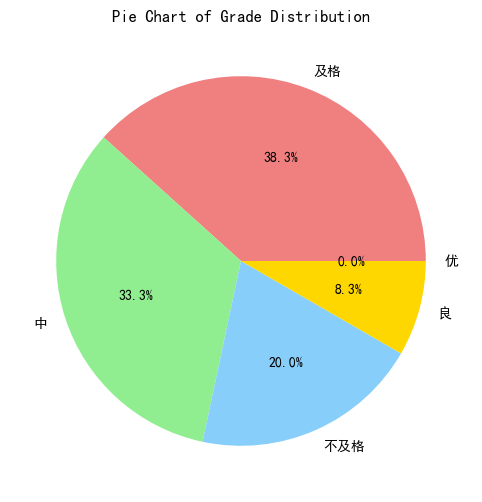 Pie Chart of Grade Distribution
及格
38.3%
优
0.0%
8.3%
33.3%
良
中
20.0%
不及格